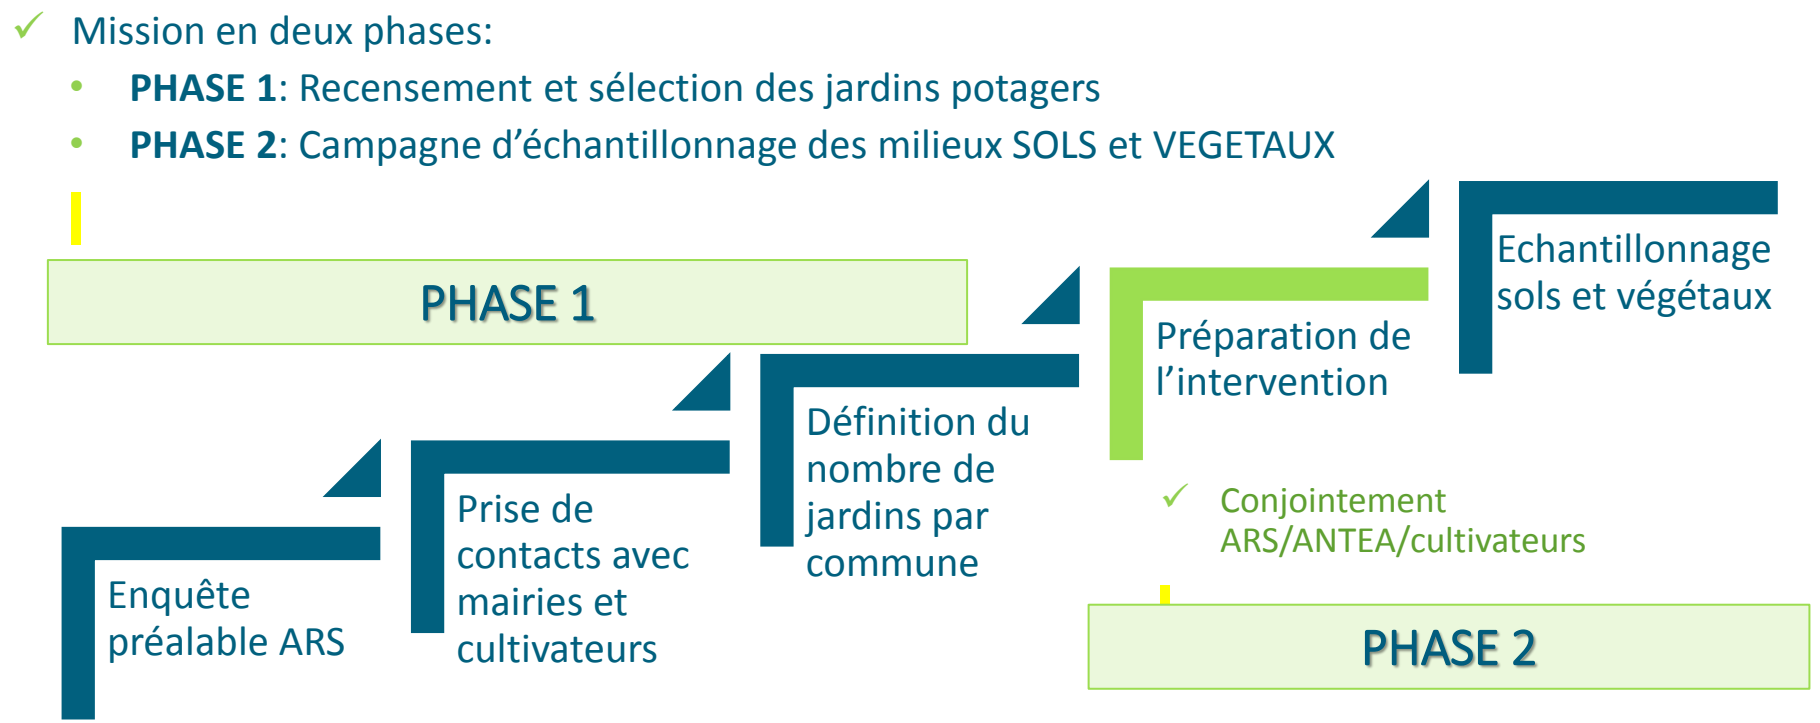 Mission en deux phases:
PHASE 1: Recensement et sélection des jardins potagers
PHASE 2: Campagne d’échantillonnage des milieux SOLS et VEGETAUX
PHASE 1
Enquête
préalable ARS
Prise de
contacts avec
mairies et
cultivateurs
Définition du
nombre de
jardins par
commune
Préparation de
l’intervention
Echantillonnage
sols et végétaux
Conjointement
ARS/ANTEA/cultivateurs
PHASE 2